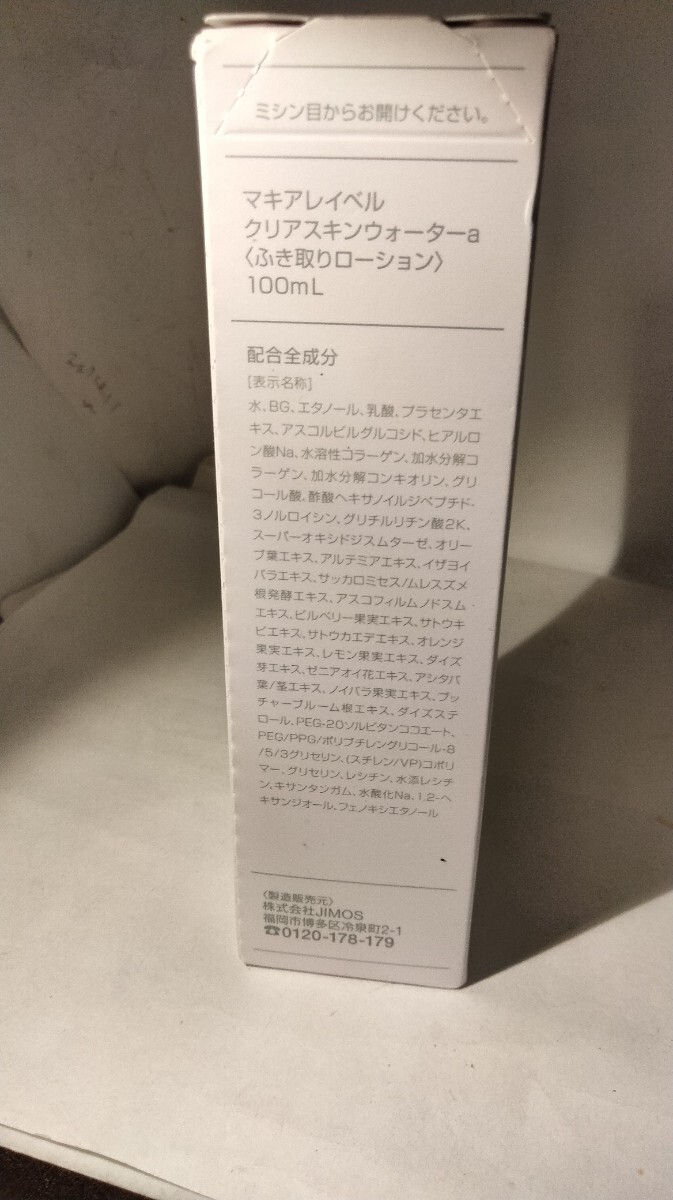 ミシン目からお開けください。
マキアレイベル
クリアスキンウォーターa
〈ふき取りローション〉
100mL
配合全成分
[表示名称]
水、BG、エタノール、乳酸、プラセンタエ
キス、アスコルビルグルコシド、ヒアルロ
ン酸Na、水溶性コラーゲン、加水分解コ
ラーゲン、加水分解コンキオリン、グリ
コール酸、酢酸ヘキサノイルジペプチド-
3ノルロイシン、グリチルリチン酸2K、
スーパーオキシドジスムターゼ、オリー
ブ葉エキス、アルテミアエキス、イザヨイ
バラエキス、サッカロミセス/ムレスズメ
根発酵エキス、アスコフィルムノドスム
エキス、ビルベリー果実エキス、サトウキ
ビエキス、サトウカエデエキス、オレンジ
果実エキス、レモン果実エキス、ダイズ
芽エキス、ゼニアオイ花エキス、アシタバ
葉/茎エキス、ノイバラ果実エキス、ブッ
チャーブルーム根エキス、ダイズステ
ロール、PEG-20ソルビタンココエート、
PEG/PPG/ポリブチレングリコール-8
/5/3グリセリン、(スチレン/VP)コポリ
マー、グリセリン、レシチン、水添レシチ
ン、キサンタンガム、水酸化Na、1,2-ヘ
キサンジオール、フェノキシエタノール
〈製造販売元〉
株式会社JIMOS
福岡市博多区冷泉町2-1
☎0120-178-179